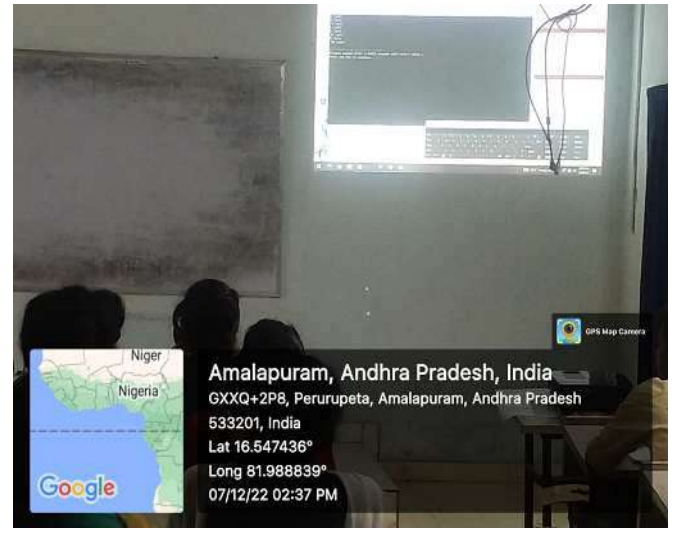 GPS Map Camera
Niger
Nigeria
Google
Amalapuram, Andhra Pradesh, India
GXXQ+2P8, Perurupeta, Amalapuram, Andhra Pradesh
533201, India
Lat 16.547436°
Long 81.988839°
07/12/22 02:37 PM